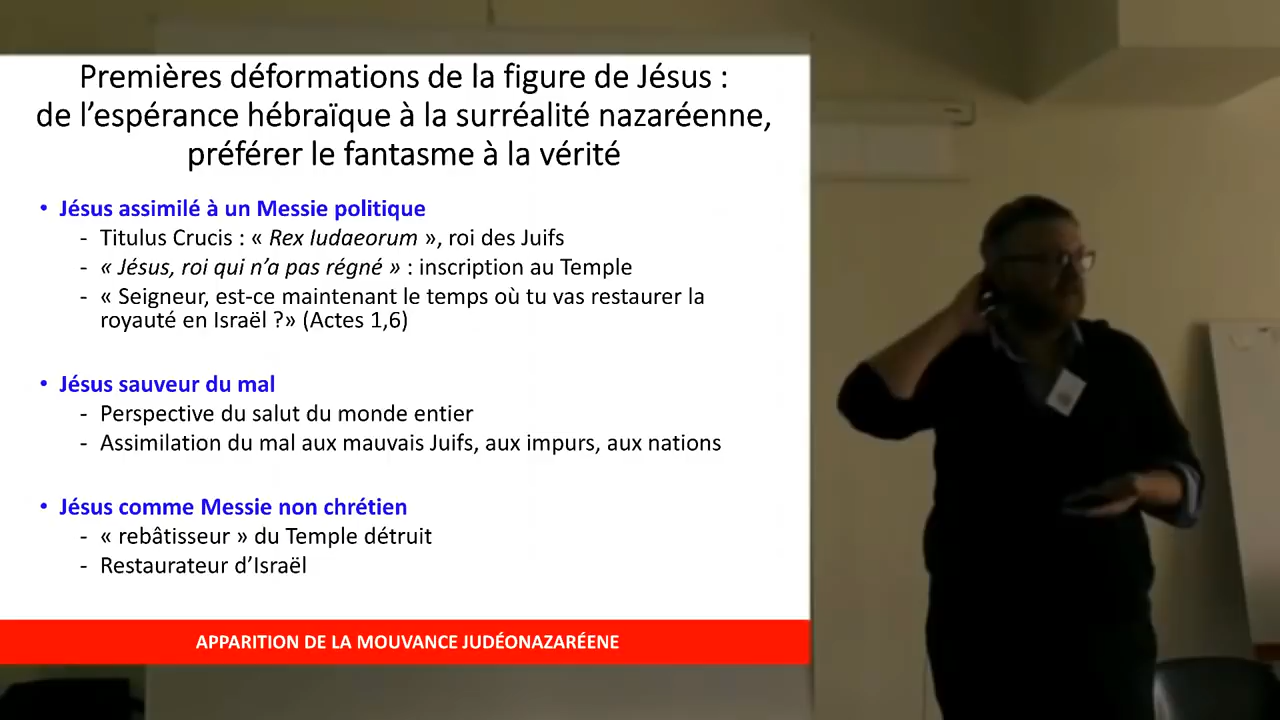 Premières déformations de la figure de Jésus :
de l’espérance hébraïque à la surréalité nazaréenne,
préférer le fantasme à la vérité
• Jésus assimilé à un Messie politique
- Titulus Crucis : « Rex Iudaeorum », roi des Juifs
- « Jésus, roi qui n’a pas régné » : inscription au Temple
- « Seigneur, est-ce maintenant le temps où tu vas restaurer la
royauté en Israël ?» (Actes 1,6)
• Jésus sauveur du mal
- Perspective du salut du monde entier
- Assimilation du mal aux mauvais Juifs, aux impurs, aux nations
• Jésus comme Messie non chrétien
- « rebâtisseur » du Temple détruit
- Restaurateur d’Israël
APPARITION DE LA MOUVANCE JUDÉONAZARÉENE